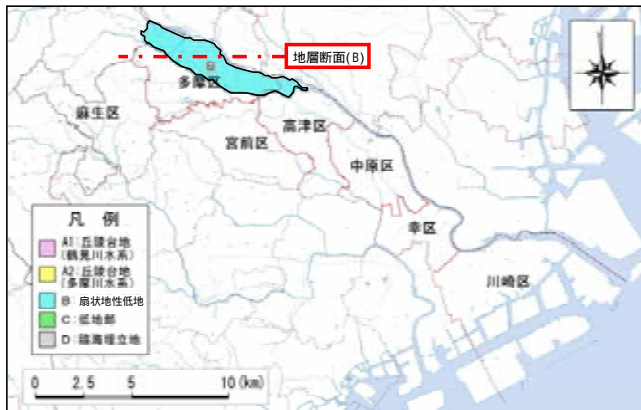 地層断面(B)
多摩区
麻生区
高津区
宮前区
中原区
幸区
川崎区
凡 例
A1:丘陵台地
(鶴見川水系)
A2:丘陵台地
(多摩川水系)
B:扇状地性低地
C:低地部
D:臨海埋立地
0 2.5 5 10 (km)